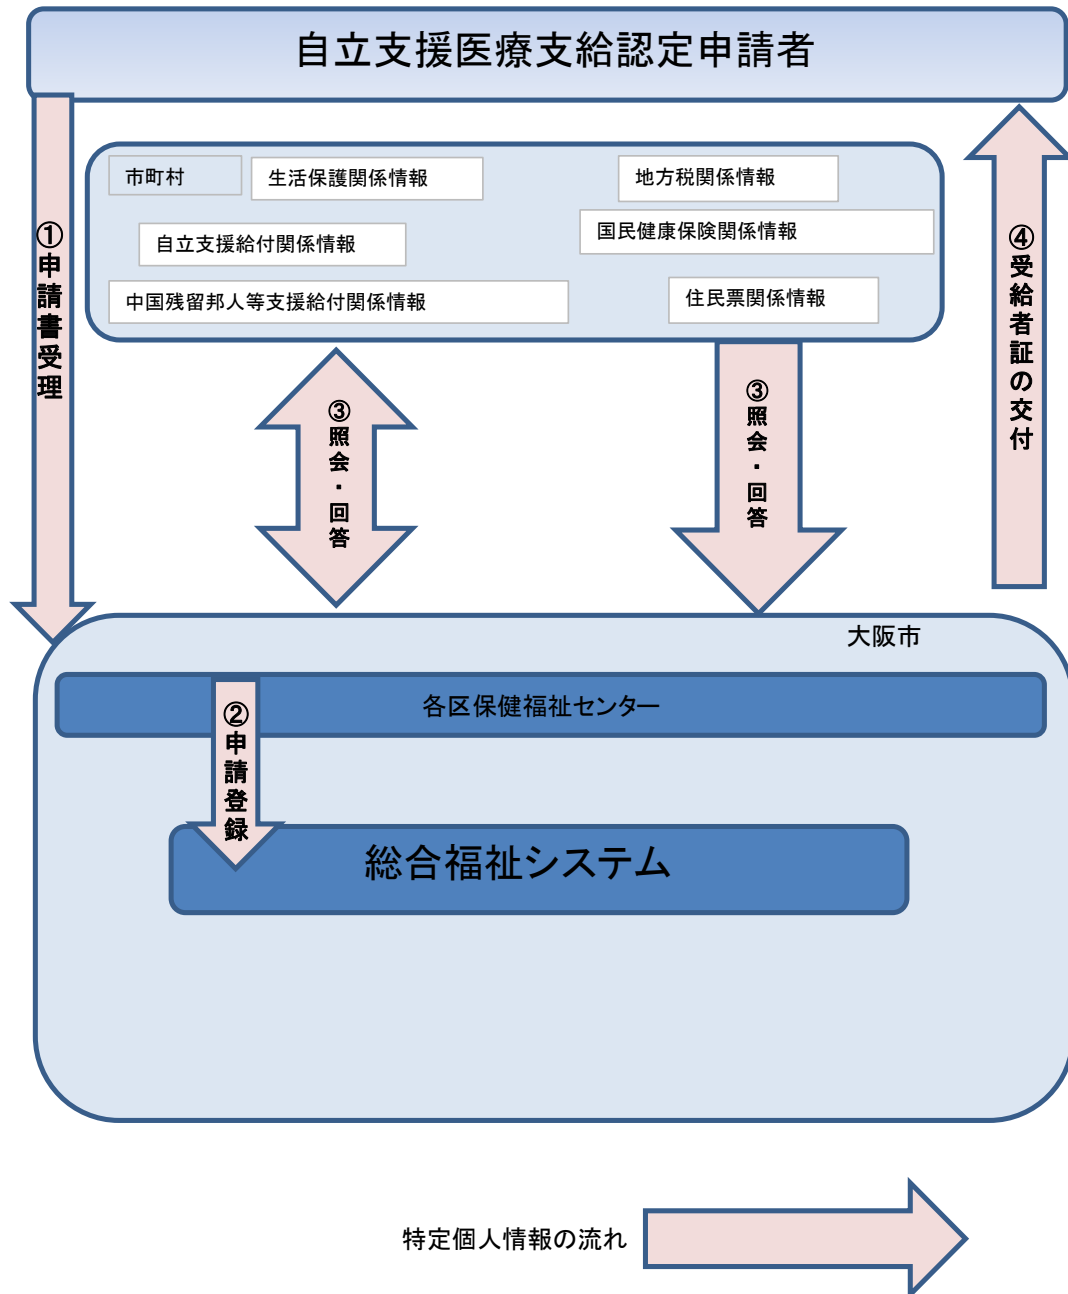 自立支援医療支給認定申請者
市町村
生活保護関係情報
地方税関係情報
自立支援給付関係情報
国民健康保険関係情報
中国残留邦人等支援給付関係情報
住民票関係情報
①申請書受理
③照会・回答
③照会・回答
④受給者証の交付
大阪市
各区保健福祉センター
②申請登録
総合福祉システム
特定個人情報の流れ